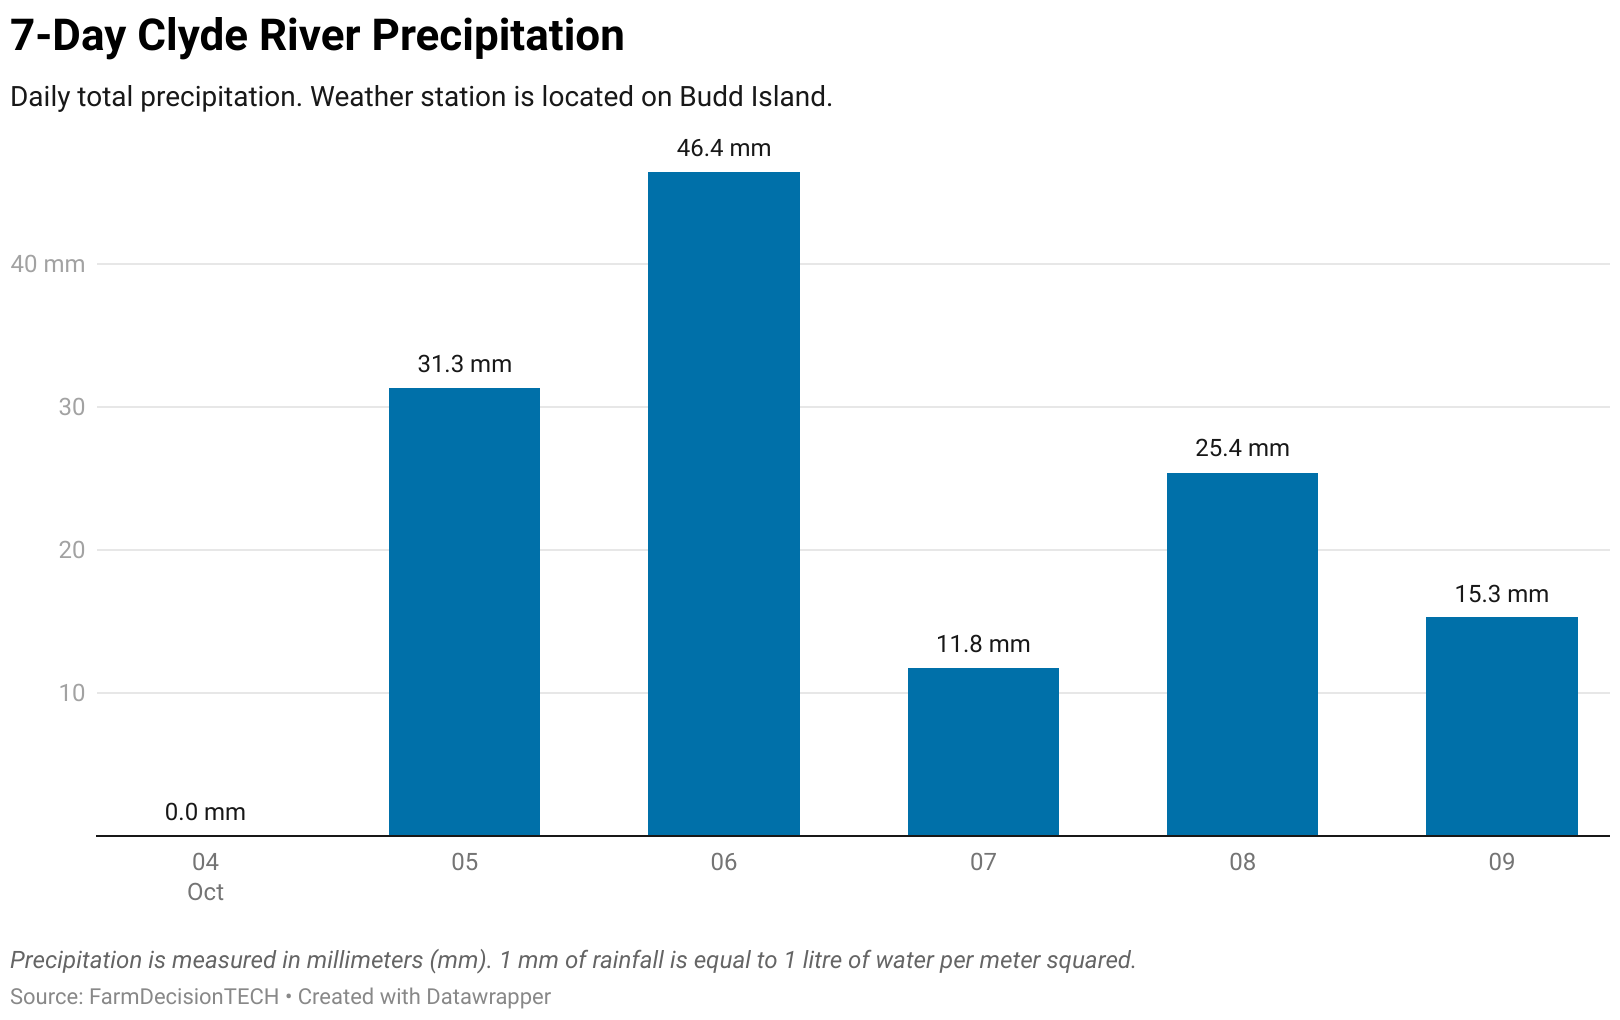 7-Day Clyde River Precipitation
Daily total precipitation. Weather station is located on Budd Island.
46.4 mm
40 mm
31.3 mm
30
25.4 mm
20
15.3 mm
11.8 mm
10
0.0 mm
04 05 06 07 08 09
Oct
Precipitation is measured in millimeters (mm). 1 mm of rainfall is equal to 1 litre of water per meter squared.
Source: FarmDecisionTECH • Created with Datawrapper